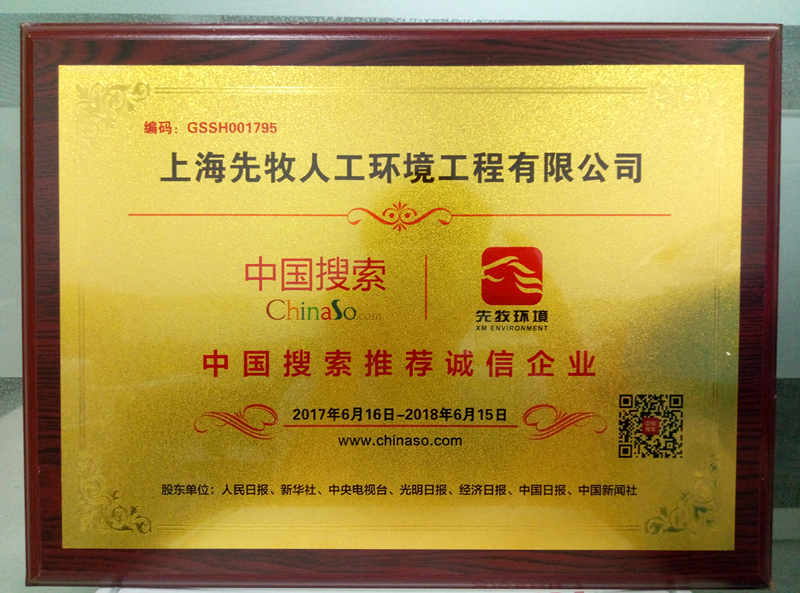 编码：GSSH001795
上海先牧人工环境工程有限公司
中国搜索
ChinaSo.com
先牧环境
XM ENVIRONMENT
中国搜索推荐诚信企业
2017年6月16日-2018年6月15日
www.chinaso.com
中国
搜索
股东单位：人民日报、新华社、中央电视台、光明日报、经济日报、中国日报、中国新闻社